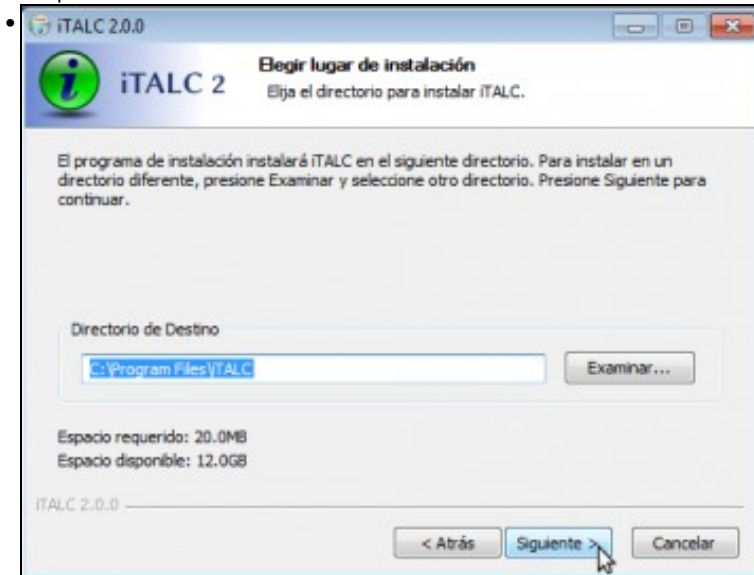 iTALC 2.0.0
iTALC 2
Elegir lugar de instalación
Elija el directorio para instalar iTALC.
El programa de instalación instalará iTALC en el siguiente directorio. Para instalar en un
directorio diferente, presione Examinar y seleccione otro directorio. Presione Siguiente para
continuar.
Directorio de Destino
C:\Program Files\iTALC
Examinar...
Espacio requerido: 20.0MB
Espacio disponible: 12.0GB
iTALC 2.0.0
< Atrás
Siguiente >
Cancelar